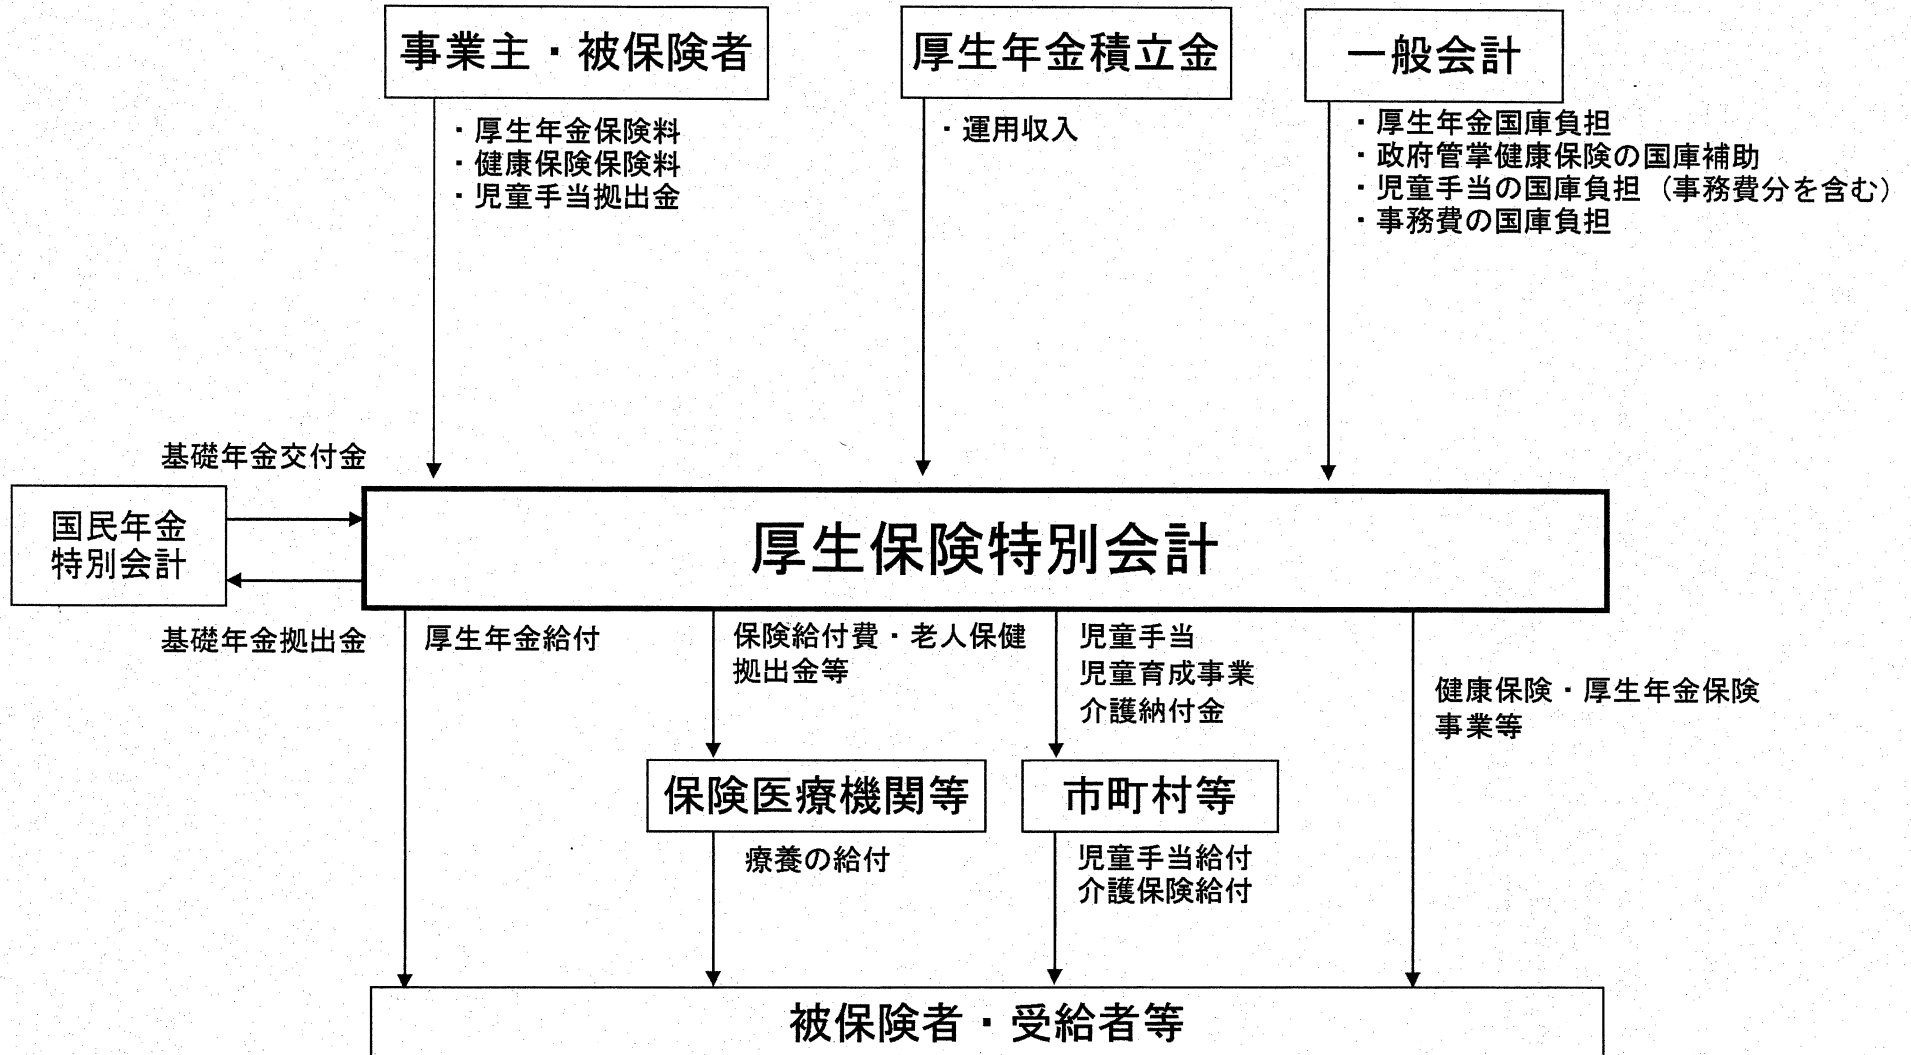 事業主・被保険者
・厚生年金保険料
・健康保険保険料
・児童手当拠出金
厚生年金積立金
・運用収入
一般会計
・厚生年金国庫負担
・政府管掌健康保険の国庫補助
・児童手当の国庫負担（事務費分を含む）
・事務費の国庫負担
基礎年金交付金
国民年金
特別会計
基礎年金拠出金
厚生保険特別会計
厚生年金給付
保険給付費・老人保健
拠出金等
児童手当
児童育成事業
介護納付金
健康保険・厚生年金保険
事業等
保険医療機関等
市町村等
療養の給付
児童手当給付
介護保険給付
被保険者・受給者等